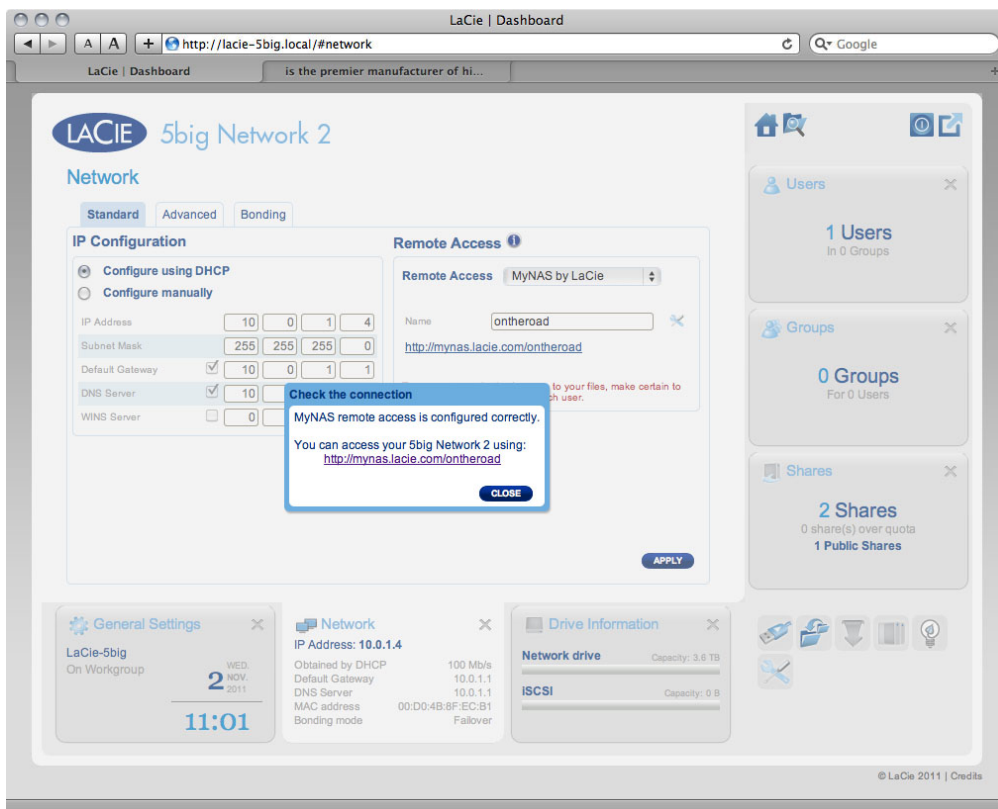 LaCie | Dashboard
A A + http://lacie-5big.local/#network Google
LaCie | Dashboard is the premier manufacturer of hi...
LACIE 5big Network 2
Network
Standard Advanced Bonding
IP Configuration
Configure using DHCP
Configure manually
IP Address 10 0 1 4
Subnet Mask 255 255 255 0
Default Gateway 10 0 1 1
DNS Server 10
WINS Server 0
Remote Access
Remote Access MyNAS by LaCie
Name ontheroad
http://mynas.lacie.com/ontheroad
to your files, make certain to
user.
Check the connection
MyNAS remote access is configured correctly.
You can access your 5big Network 2 using:
http://mynas.lacie.com/ontheroad
CLOSE
APPLY
Users
1 Users
In 0 Groups
Groups
0 Groups
For 0 Users
Shares
2 Shares
0 share(s) over quota
1 Public Shares
General Settings
LaCie-5big
On Workgroup
WED.
2 NOV.
2011
11:01
Network
IP Address: 10.0.1.4
Obtained by DHCP 100 Mb/s
Default Gateway 10.0.1.1
DNS Server 10.0.1.1
MAC address 00:D0:4B:8F:EC:B1
Bonding mode Failover
Drive Information
Network drive Capacity: 3.6 TB
iSCSI Capacity: 0 B
© LaCie 2011 | Credits